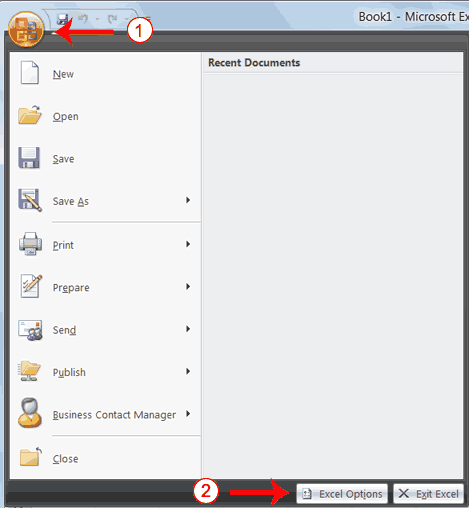 Book1 - Microsoft Ex
1
Recent Documents
New
Open
Save
Save As
Print
Prepare
Send
Publish
Business Contact Manager
Close
2
Excel Options
Exit Excel